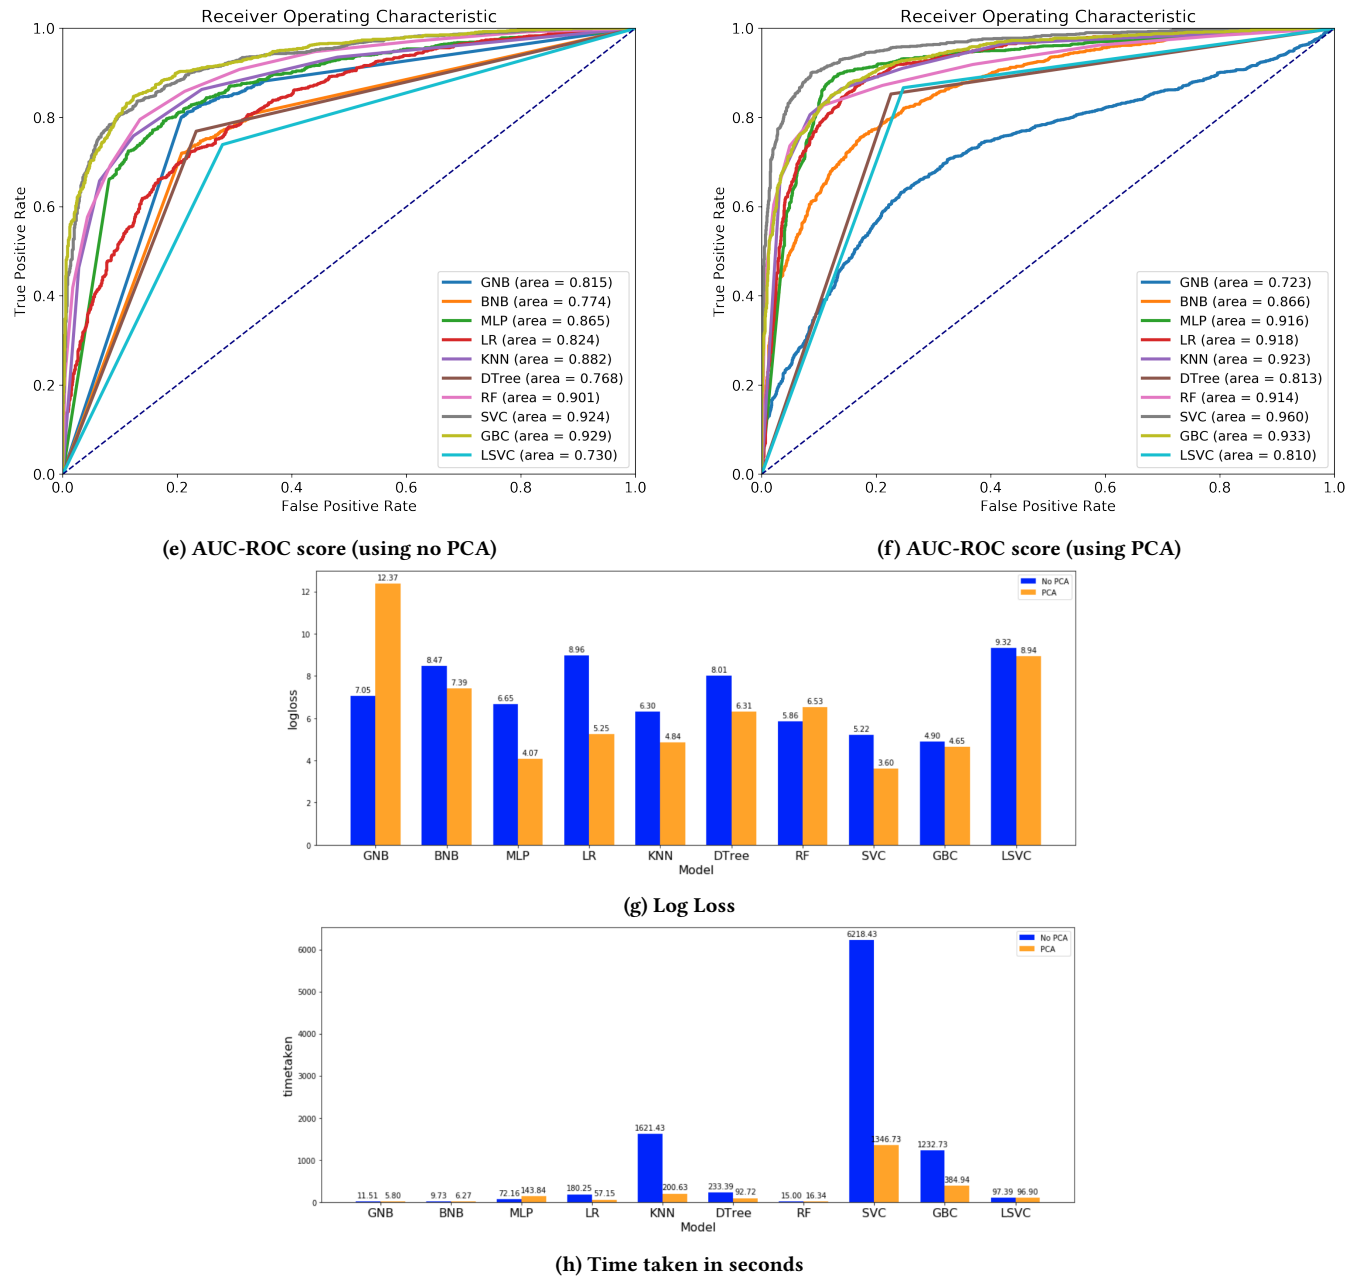 Receiver Operating Characteristic
1.0
0.8
0.6
0.4
0.2
0.0
True Positive Rate
GNB (area = 0.815)
BNB (area = 0.774)
MLP (area = 0.865)
LR (area = 0.824)
KNN (area = 0.882)
DTree (area = 0.768)
RF (area = 0.901)
SVC (area = 0.924)
GBC (area = 0.929)
LSVC (area = 0.730)
0.0 0.2 0.4 0.6 0.8 1.0
False Positive Rate
(e) AUC-ROC score (using no PCA)
Receiver Operating Characteristic
1.0
0.8
0.6
0.4
0.2
0.0
True Positive Rate
GNB (area = 0.723)
BNB (area = 0.866)
MLP (area = 0.916)
LR (area = 0.918)
KNN (area = 0.923)
DTree (area = 0.813)
RF (area = 0.914)
SVC (area = 0.960)
GBC (area = 0.933)
LSVC (area = 0.810)
0.0 0.2 0.4 0.6 0.8 1.0
False Positive Rate
(f) AUC-ROC score (using PCA)
No PCA
PCA
12
10
8
6
4
2
0
logloss
7.05 12.37 8.47 7.39 6.65 4.07 8.96 5.25 6.30 4.84 8.01 6.31 5.86 6.53 5.22 3.60 4.90 4.65 9.32 8.94
GNB BNB MLP LR KNN DTree RF SVC GBC LSVC
Model
(g) Log Loss
No PCA
PCA
6000
5000
4000
3000
2000
1000
0
timetaken
11.51 5.80 9.73 6.27 72.16 143.84 180.25 57.15 1621.43 200.63 233.39 92.72 15.00 16.34 6218.43 1346.73 1232.73 384.94 97.39 96.90
GNB BNB MLP LR KNN DTree RF SVC GBC LSVC
Model
(h) Time taken in seconds